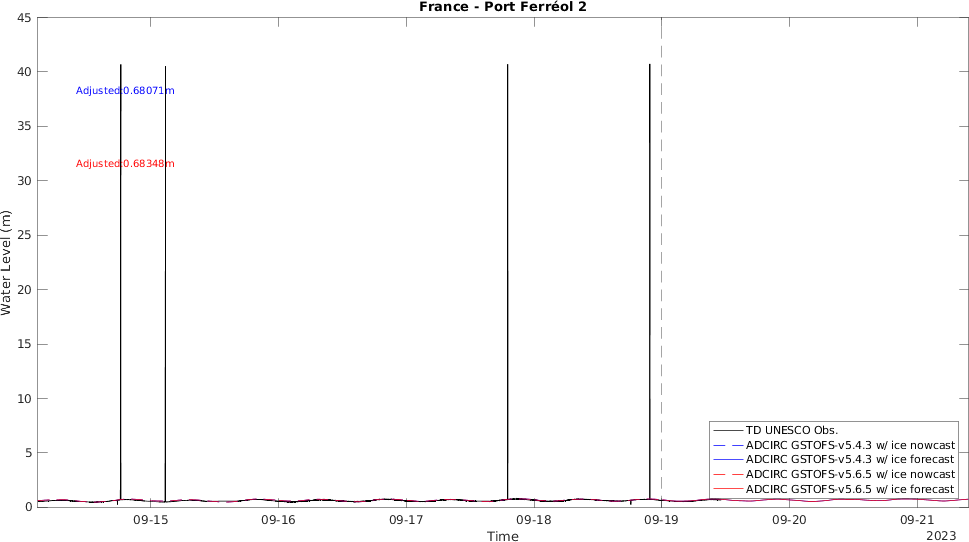 France - Port Ferréol 2
45
40
35
30
25
20
15
10
5
0
Water Level (m)
Adjusted:0.68071m
Adjusted:0.68348m
TD UNESCO Obs.
ADCIRC GSTOFS-v5.4.3 w/ ice nowcast
ADCIRC GSTOFS-v5.4.3 w/ ice forecast
ADCIRC GSTOFS-v5.6.5 w/ ice nowcast
ADCIRC GSTOFS-v5.6.5 w/ ice forecast
09-15 09-16 09-17 09-18 09-19 09-20 09-21
Time
2023